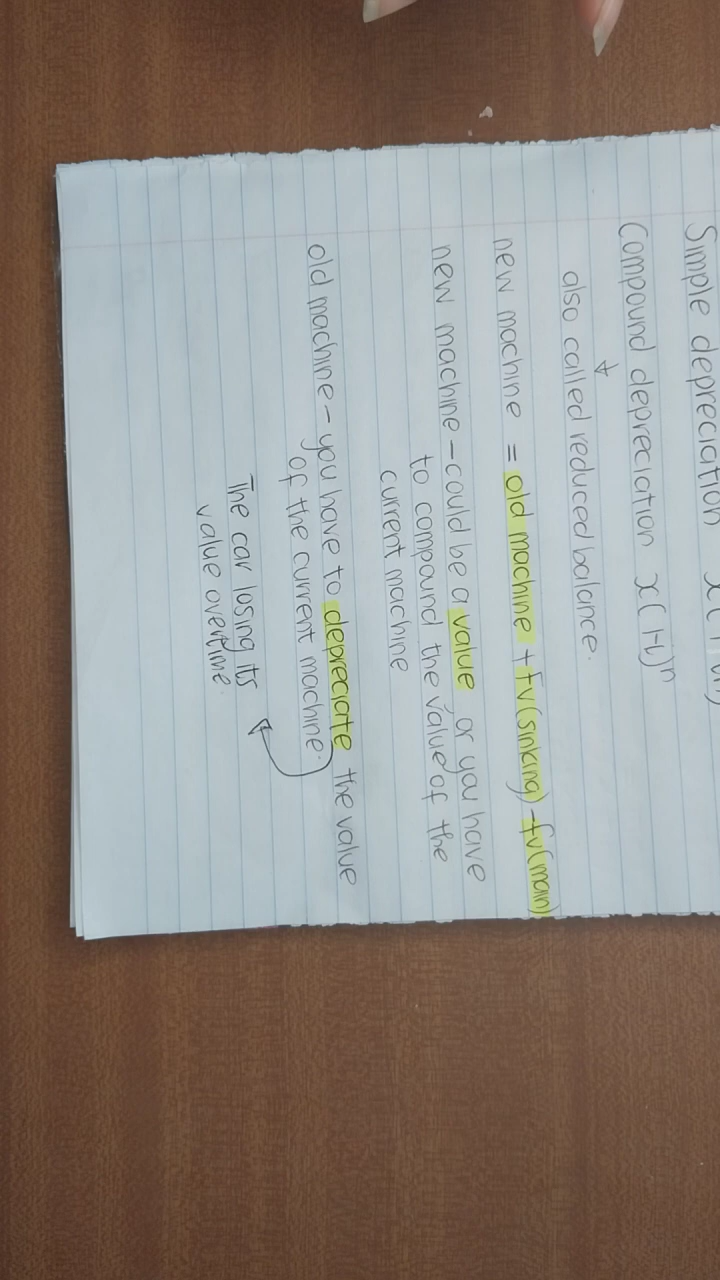 Simple depreciation x(1-in)
Compound depreciation x(1-i)ⁿ
↓
also called reduced balance.
new machine = old machine + fv(sinking) - fv(main)
new machine - could be a value or you have
to compound the value of the
current machine
old machine - you have to depreciate the value
of the current machine.
The car losing its
value overtime.